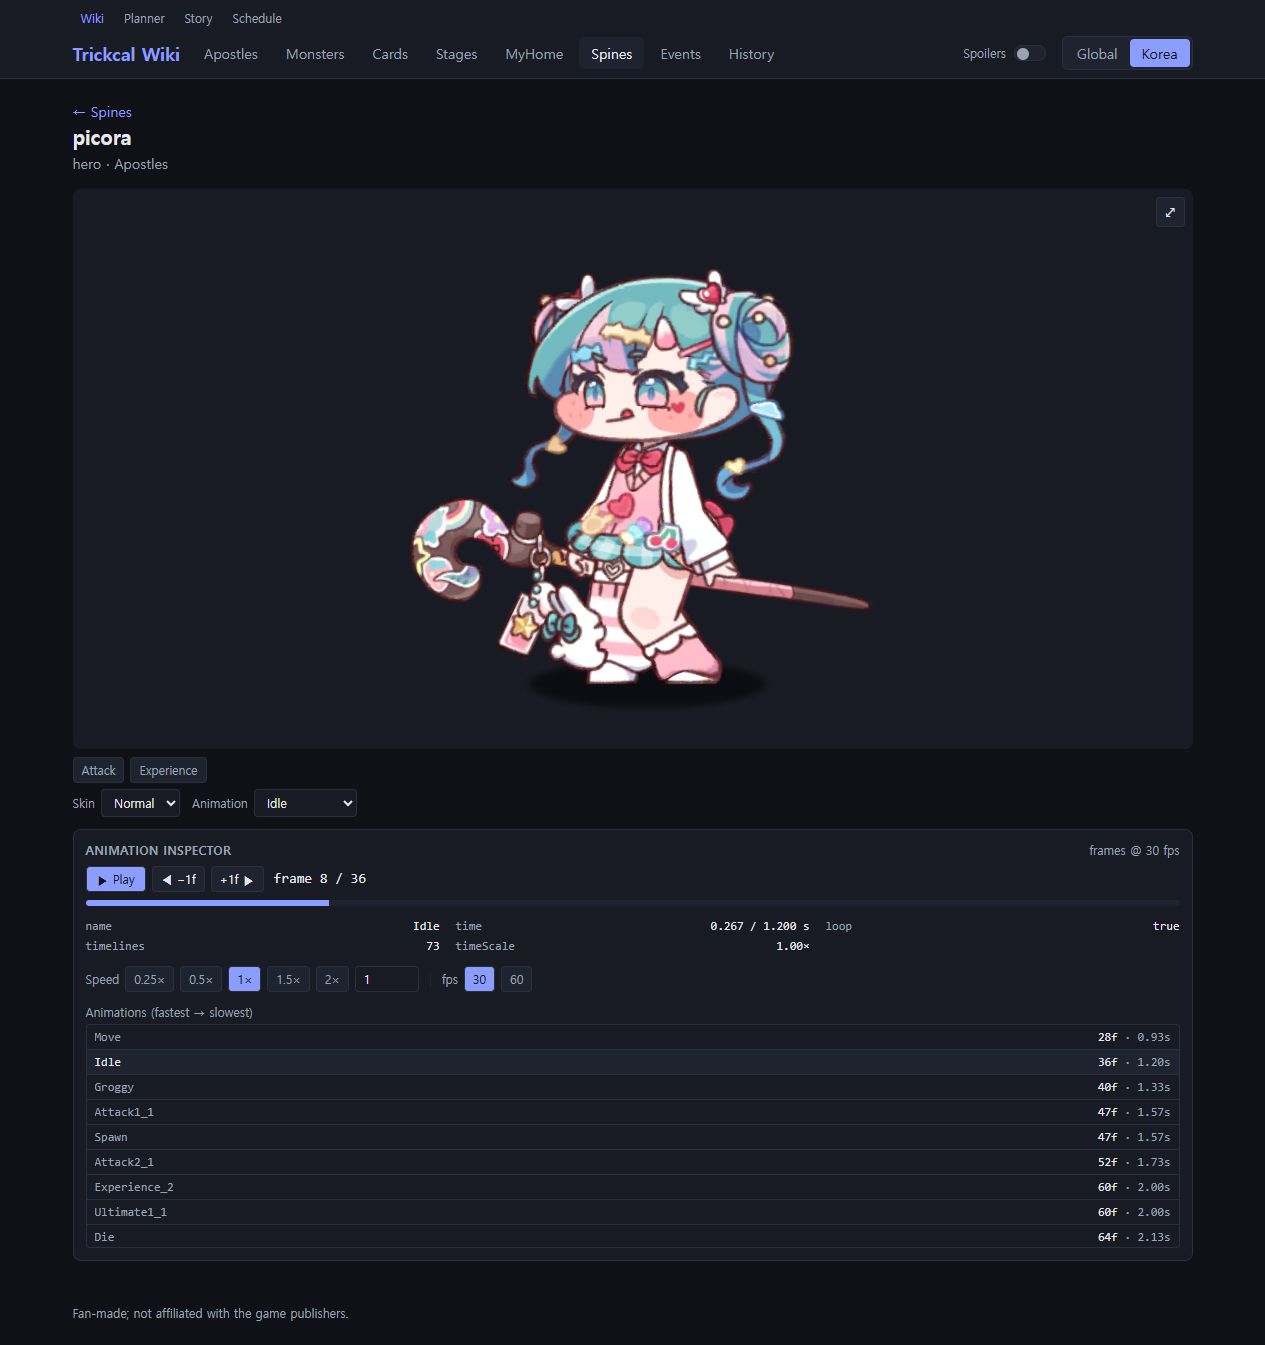 Wiki Planner Story Schedule
Trickcal Wiki Apostles Monsters Cards Stages MyHome Spines Events History Spoilers Global Korea
← Spines
picora
hero · Apostles
⤢
Attack Experience
Skin Normal Animation Idle
ANIMATION INSPECTOR frames @ 30 fps
▶ Play ◀ −1f +1f ▶ frame 8 / 36
name Idle time 0.267 / 1.200 s loop true
timelines 73 timeScale 1.00×
Speed 0.25× 0.5× 1× 1.5× 2× 1 fps 30 60
Animations (fastest → slowest)
Move 28f · 0.93s
Idle 36f · 1.20s
Groggy 40f · 1.33s
Attack1_1 47f · 1.57s
Spawn 47f · 1.57s
Attack2_1 52f · 1.73s
Experience_2 60f · 2.00s
Ultimate1_1 60f · 2.00s
Die 64f · 2.13s
Fan-made; not affiliated with the game publishers.